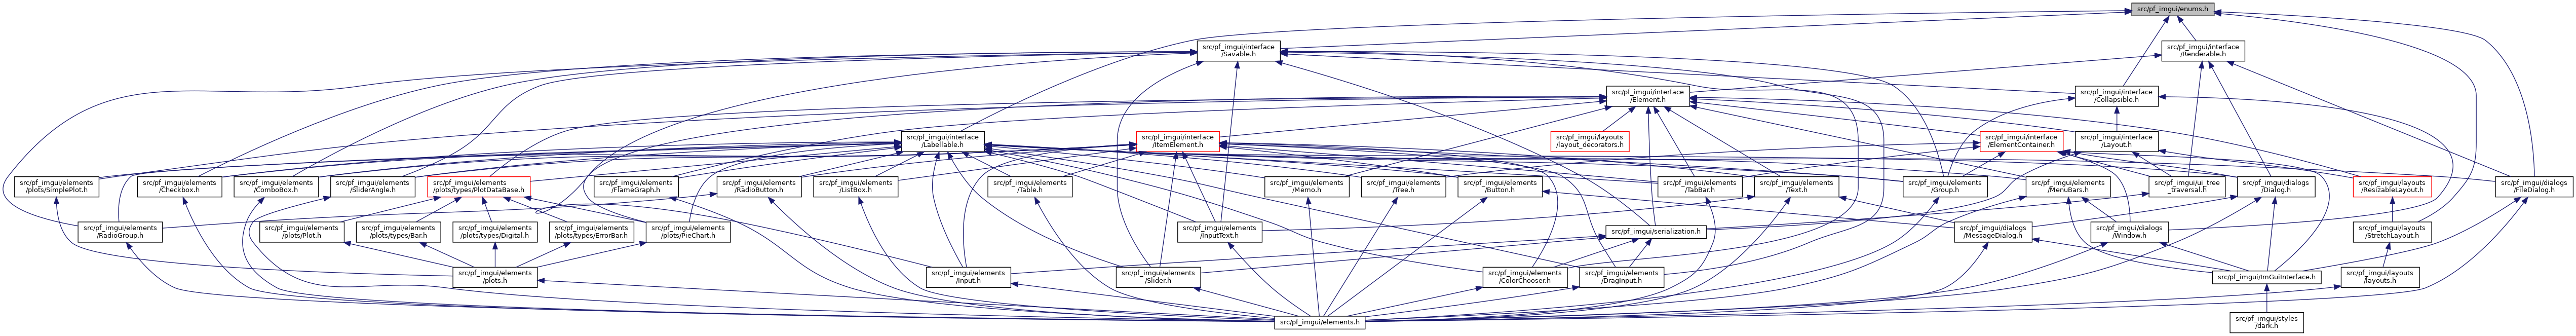 src/pf_imgui/enums.h
src/pf_imgui/interface
/Savable.h
src/pf_imgui/interface
/Renderable.h
src/pf_imgui/interface
/Element.h
src/pf_imgui/interface
/Collapsible.h
src/pf_imgui/interface
/Labellable.h
src/pf_imgui/interface
/ItemElement.h
src/pf_imgui/layouts
/layout_decorators.h
src/pf_imgui/interface
/ElementContainer.h
src/pf_imgui/interface
/Layout.h
src/pf_imgui/elements
/plots/SimplePlot.h
src/pf_imgui/elements
/Checkbox.h
src/pf_imgui/elements
/ComboBox.h
src/pf_imgui/elements
/SliderAngle.h
src/pf_imgui/elements
/plots/types/PlotDataBase.h
src/pf_imgui/elements
/FlameGraph.h
src/pf_imgui/elements
/RadioButton.h
src/pf_imgui/elements
/ListBox.h
src/pf_imgui/elements
/Table.h
src/pf_imgui/elements
/Memo.h
src/pf_imgui/elements
/Tree.h
src/pf_imgui/elements
/Button.h
src/pf_imgui/elements
/TabBar.h
src/pf_imgui/elements
/Text.h
src/pf_imgui/elements
/Group.h
src/pf_imgui/elements
/MenuBars.h
src/pf_imgui/ui_tree
_traversal.h
src/pf_imgui/dialogs
/Dialog.h
src/pf_imgui/layouts
/ResizableLayout.h
src/pf_imgui/dialogs
/FileDialog.h
src/pf_imgui/elements
/RadioGroup.h
src/pf_imgui/elements
/plots/Plot.h
src/pf_imgui/elements
/plots/types/Bar.h
src/pf_imgui/elements
/plots/types/Digital.h
src/pf_imgui/elements
/plots/types/ErrorBar.h
src/pf_imgui/elements
/plots/PieChart.h
src/pf_imgui/elements
/InputText.h
src/pf_imgui/serialization.h
src/pf_imgui/dialogs
/MessageDialog.h
src/pf_imgui/dialogs
/Window.h
src/pf_imgui/layouts
/StretchLayout.h
src/pf_imgui/elements
/plots.h
src/pf_imgui/elements
/Input.h
src/pf_imgui/elements
/Slider.h
src/pf_imgui/elements
/ColorChooser.h
src/pf_imgui/elements
/DragInput.h
src/pf_imgui/ImGuiInterface.h
src/pf_imgui/layouts
/layouts.h
src/pf_imgui/elements.h
src/pf_imgui/styles
/dark.h